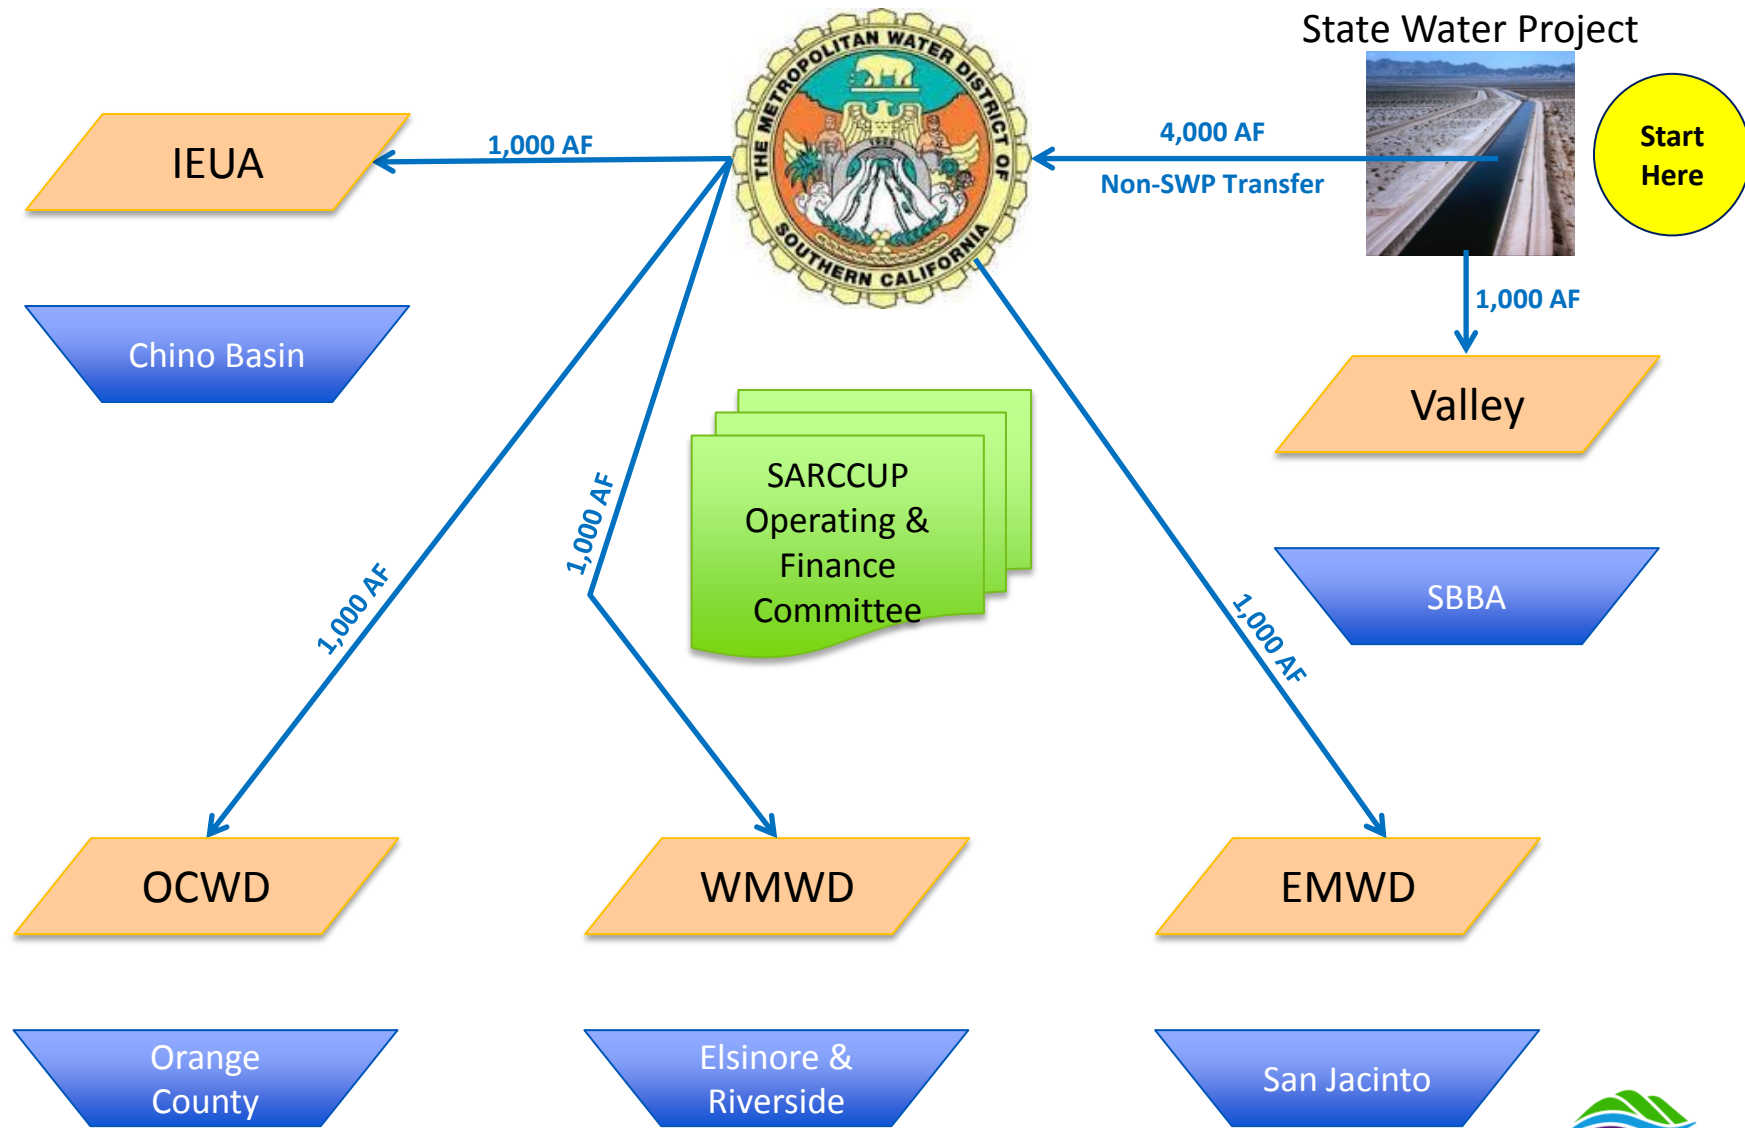 State Water Project
THE METROPOLITAN WATER DISTRICT OF
SOUTHERN CALIFORNIA
1928
Start
Here
4,000 AF
Non-SWP Transfer
1,000 AF
IEUA
1,000 AF
Chino Basin
Valley
SARCCUP
Operating &
Finance
Committee
1,000 AF
1,000 AF
1,000 AF
SBBA
OCWD
WMWD
EMWD
Orange
County
Elsinore &
Riverside
San Jacinto